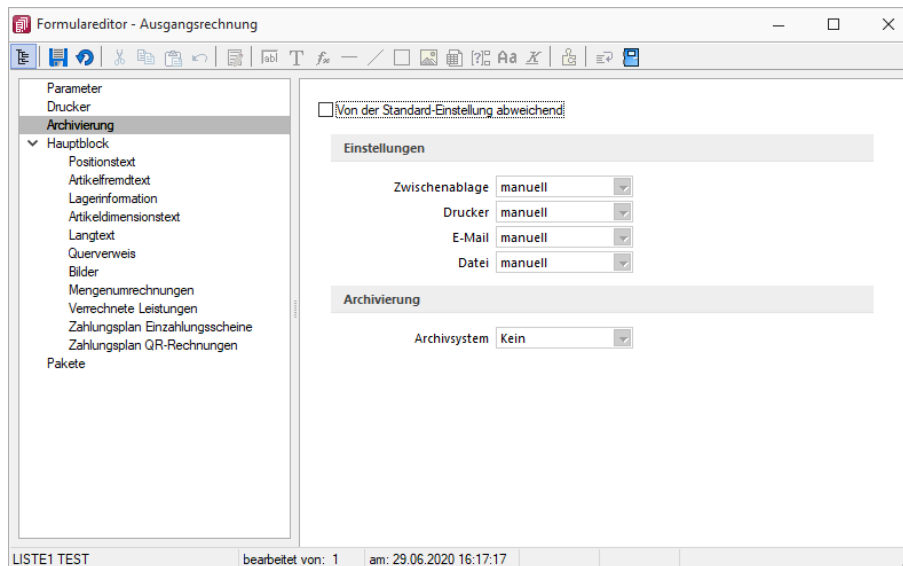 Formulareditor - Ausgangsrechnung
Parameter
Drucker
Archivierung
Hauptblock
Positionstext
Artikelfremdtext
Lagerinformation
Artikeldimensionstext
Langtext
Querverweis
Bilder
Mengenumrechnungen
Verrechnete Leistungen
Zahlungsplan Einzahlungsscheine
Zahlungsplan QR-Rechnungen
Pakete
Von der Standard-Einstellung abweichend
Einstellungen
Zwischenablage manuell
Drucker manuell
E-Mail manuell
Datei manuell
Archivierung
Archivsystem Kein
LISTE1 TEST bearbeitet von: 1 am: 29.06.2020 16:17:17